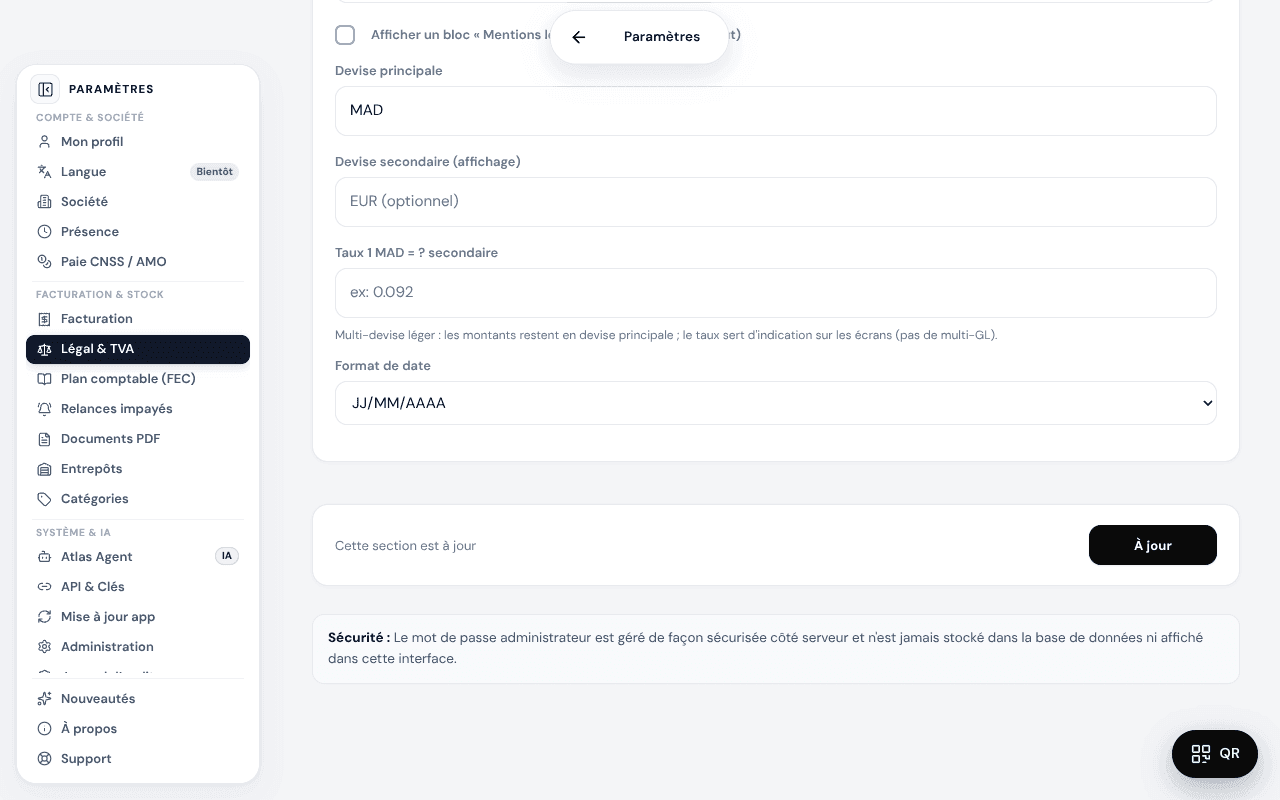 PARAMÈTRES
COMPTE & SOCIÉTÉ
Mon profil
Langue
Bientôt
Société
Présence
Paie CNSS / AMO
FACTURATION & STOCK
Facturation
Légal & TVA
Plan comptable (FEC)
Relances impayés
Documents PDF
Entrepôts
Catégories
SYSTÈME & IA
Atlas Agent
IA
API & Clés
Mise à jour app
Administration
Nouveautés
À propos
Support
Paramètres
Afficher un bloc « Mentions
Devise principale
MAD
Devise secondaire (affichage)
EUR (optionnel)
Taux 1 MAD = ? secondaire
ex: 0.092
Multi-devise léger : les montants restent en devise principale ; le taux sert d'indication sur les écrans (pas de multi-GL).
Format de date
JJ/MM/AAAA
Cette section est à jour
À jour
Sécurité : Le mot de passe administrateur est géré de façon sécurisée côté serveur et n'est jamais stocké dans la base de données ni affiché
dans cette interface.
QR